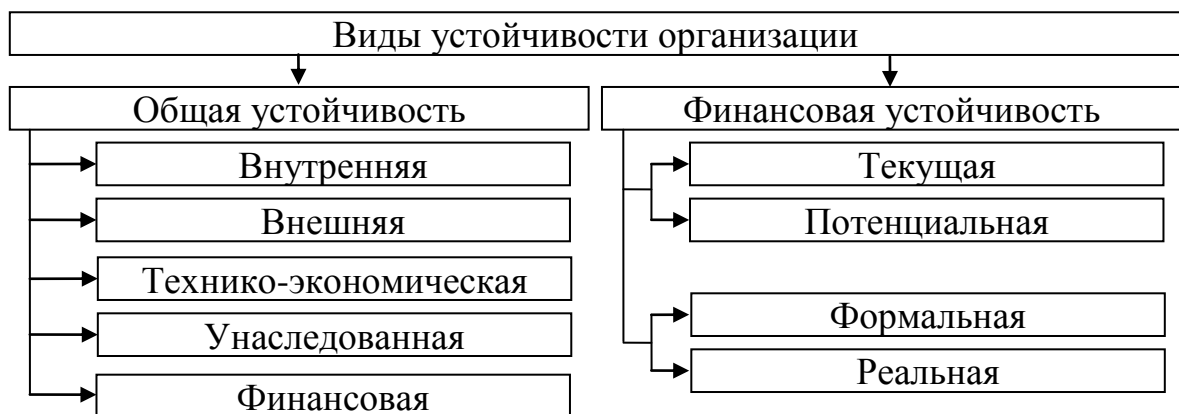 Виды устойчивости организации
Общая устойчивость
Внутренняя
Внешняя
Технико-экономическая
Унаследованная
Финансовая
Финансовая устойчивость
Текущая
Потенциальная
Формальная
Реальная